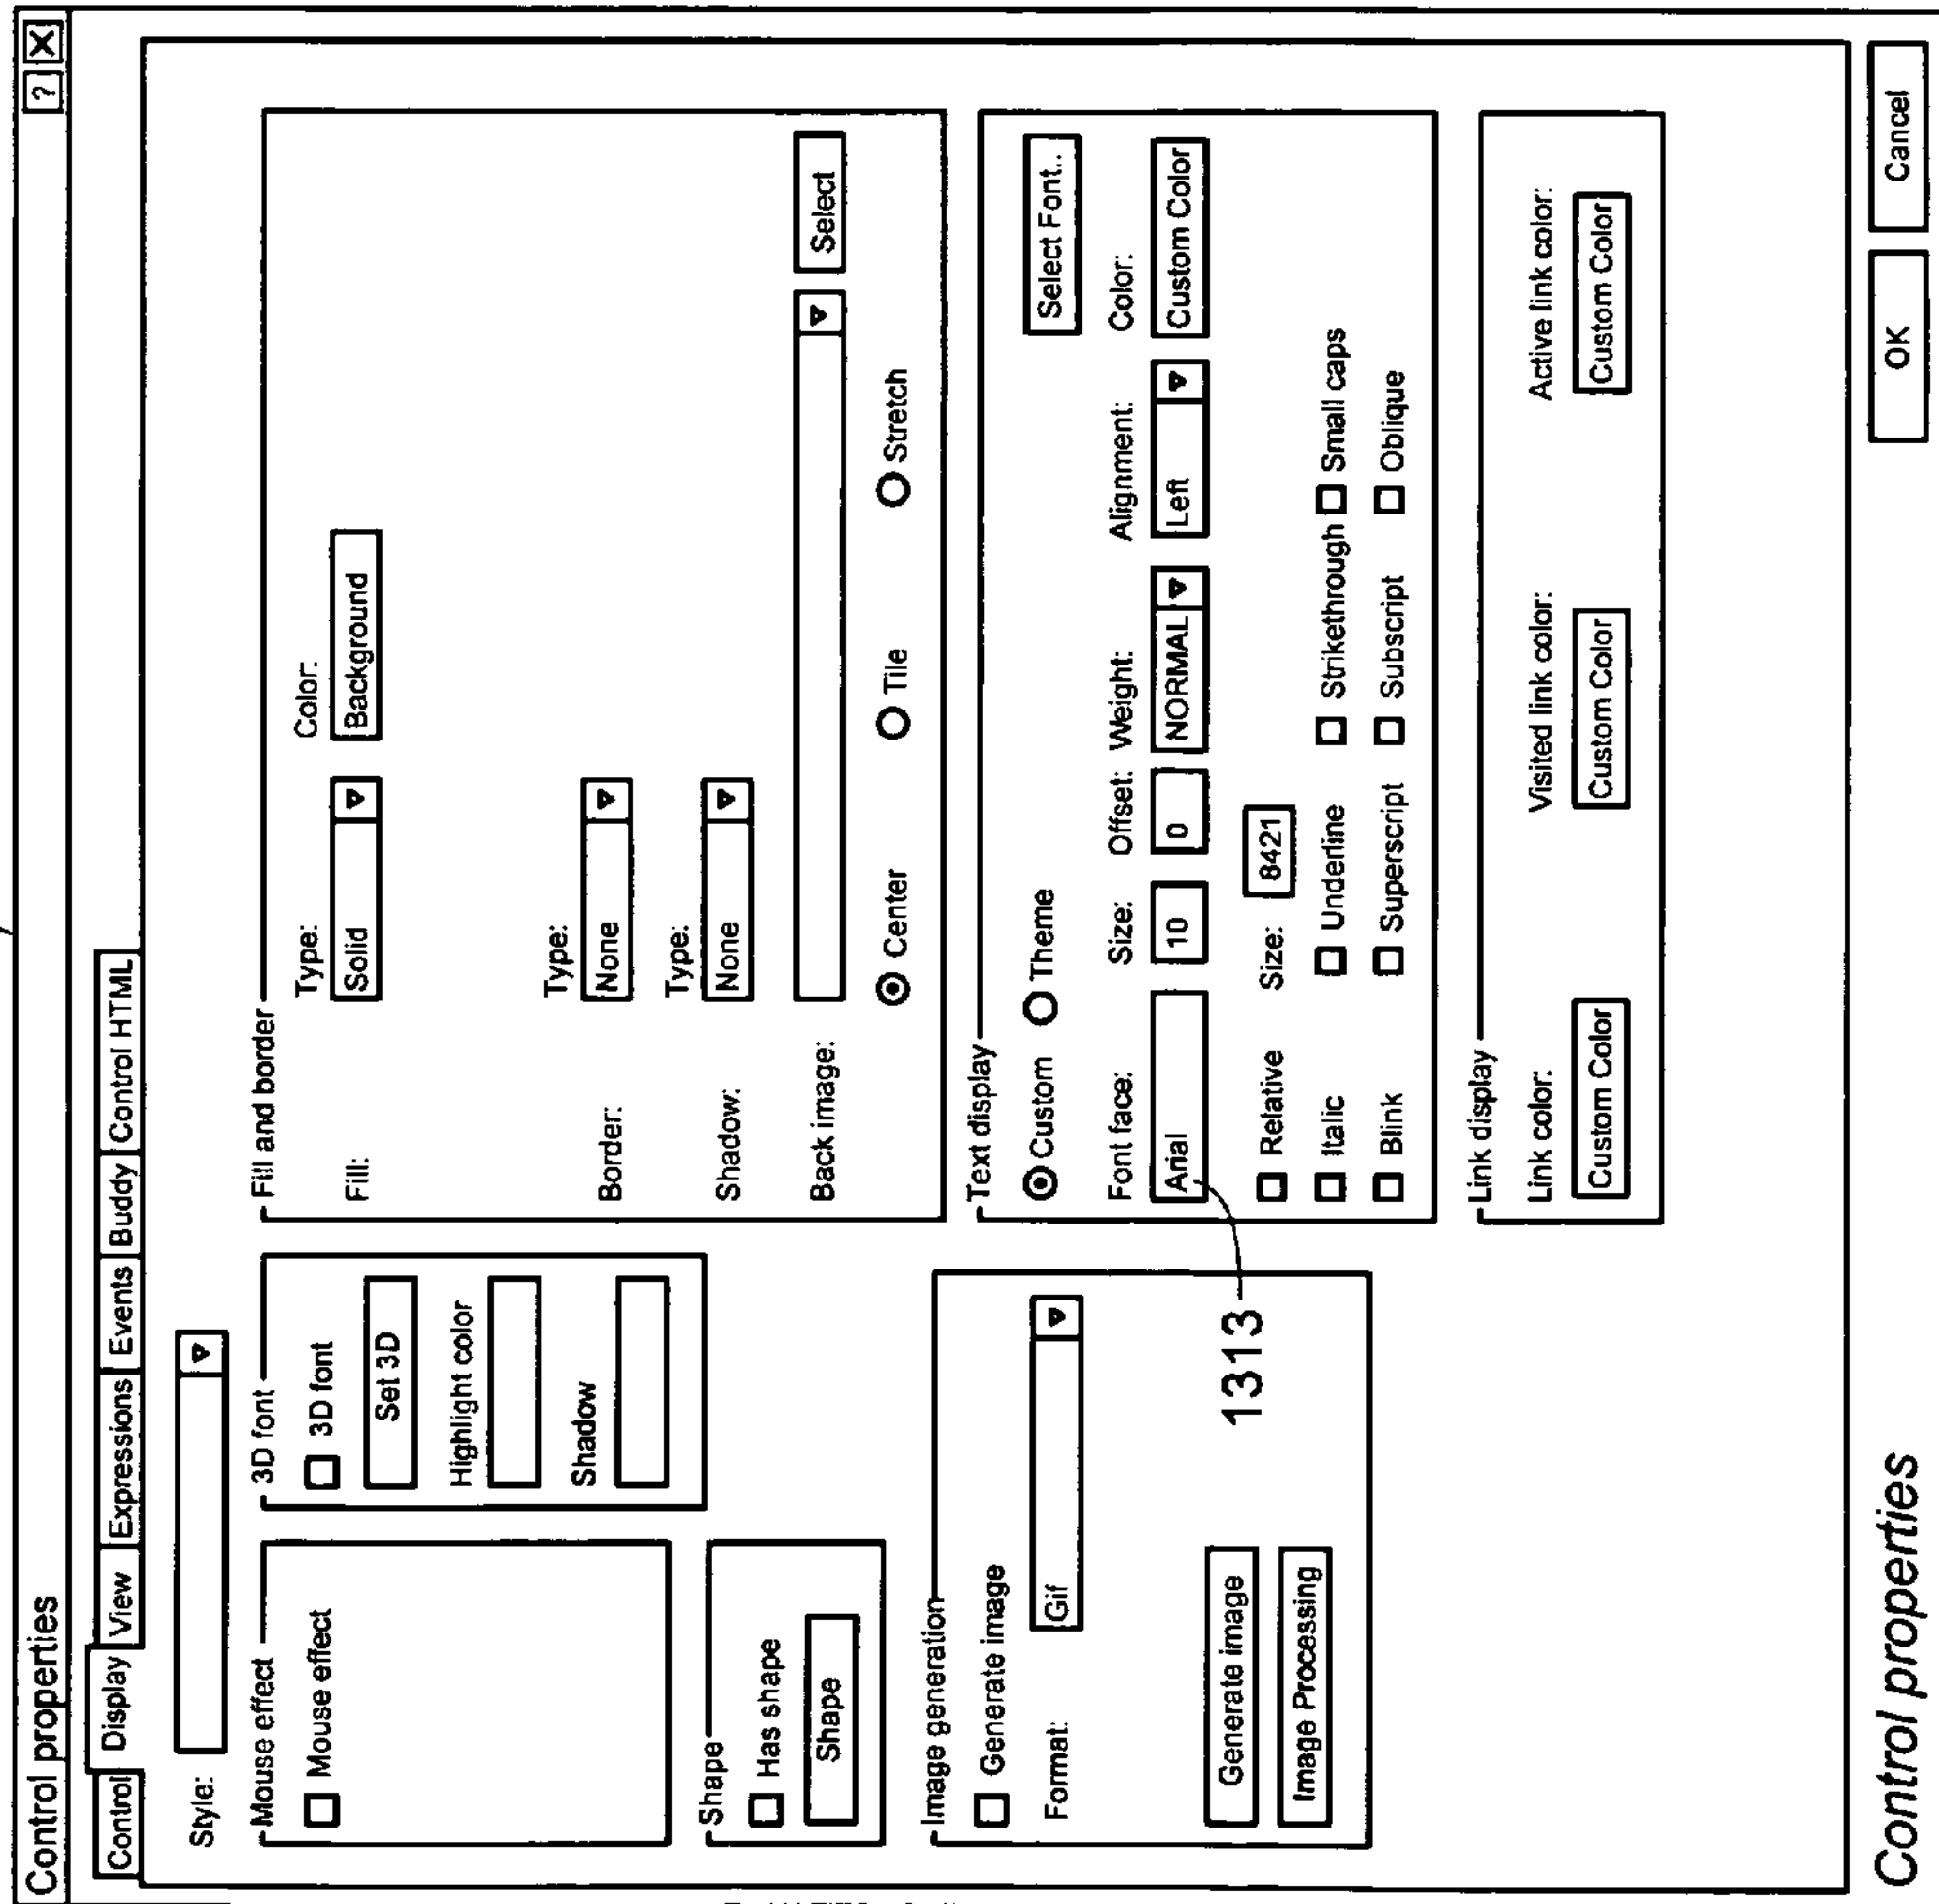 Control properties ? X
Control Display View Expressions Events Buddy Control HTML
Style:
Mouse effect
Mouse effect
3D font
3D font
Set 3D
Highlight color
Shadow
Shape
Has shape
Shape
Image generation
Generate image
Format: Gif
Generate image
Image Processing
1313
Fill and border
Type: Color:
Fill: Solid Background
Type:
Border: None
Type:
Shadow: None
Back image: Select
Center Tile Stretch
Text display
Custom Theme Select Font..
Font face: Size: Offset: Weight: Alignment: Color:
Arial 10 0 NORMAL Left Custom Color
Relative Size: 8421
Italic Underline Strikethrough Small caps
Blink Superscript Subscript Oblique
Link display
Link color: Visited link color: Active link color:
Custom Color Custom Color Custom Color
OK Cancel
Control properties